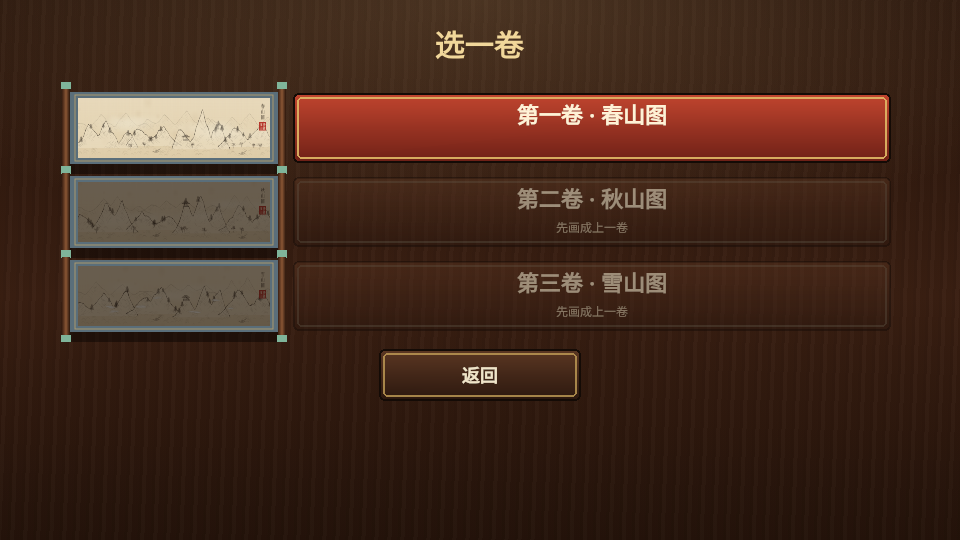 选一卷
第一卷 · 春山图
第二卷 · 秋山图
先画成上一卷
第三卷 · 雪山图
先画成上一卷
返回